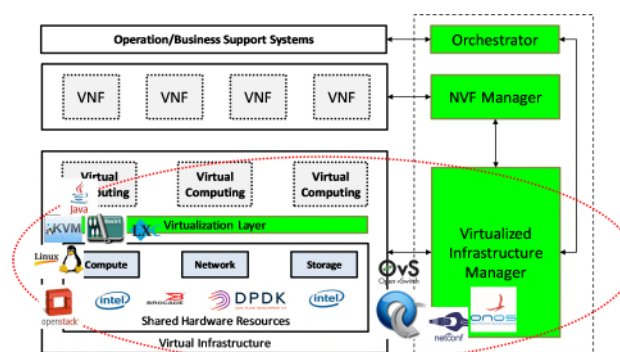 Operation/Business Support Systems
Orchestrator
VNF
VNF
VNF
VNF
NVF Manager
Virtual
Computing
Virtual
Computing
Virtual
Computing
Java
KVM
LXC
Virtualization Layer
Linux
Compute
Network
Storage
OvS
Open vSwitch
Virtualized
Infrastructure
Manager
openstack
intel
BROCADE
DPDK
intel
netconf
onos
Shared Hardware Resources
Virtual Infrastructure